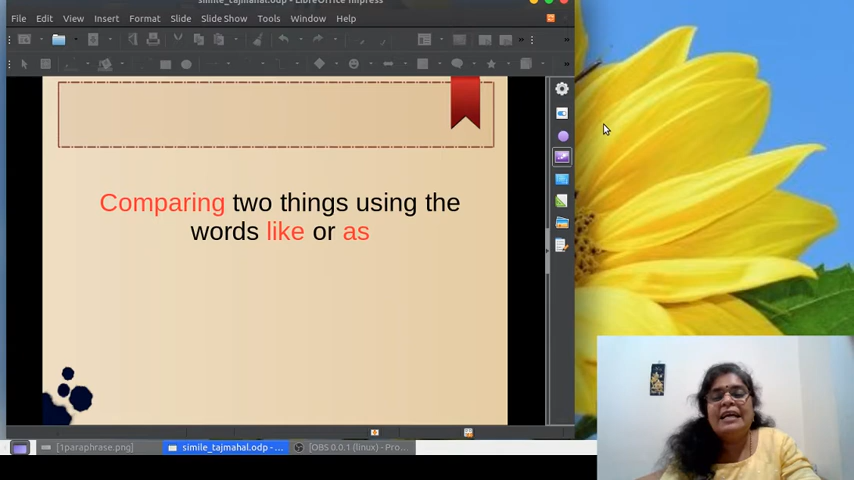 simile_tajmahal.odp - LibreOffice Impress
File Edit View Insert Format Slide Slide Show Tools Window Help
Comparing two things using the
words like or as
[1paraphrase.png] simile_tajmahal.odp - ... [OBS 0.0.1 (linux) - Pro...